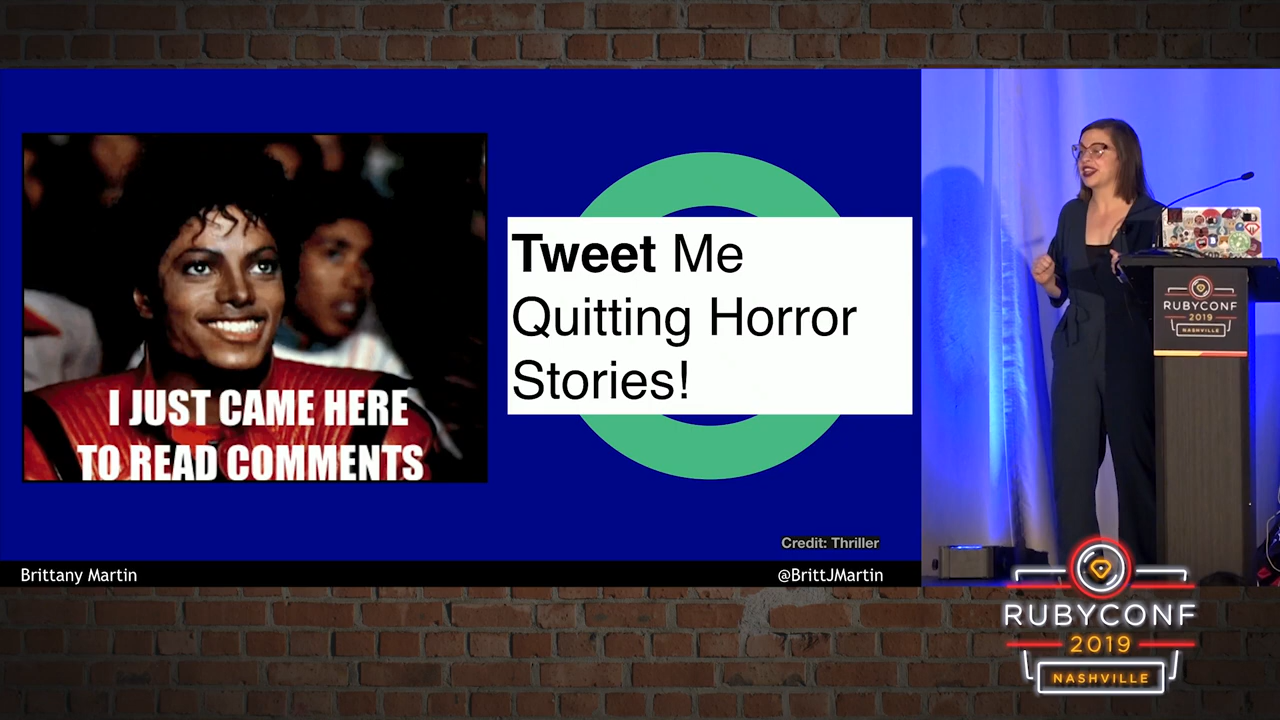 I JUST CAME HERE
TO READ COMMENTS
Tweet Me
Quitting Horror
Stories!
Credit: Thriller
Brittany Martin
@BrittJMartin
RUBYCONF
2019
NASHVILLE
RUBYCONF
2019
NASHVILLE